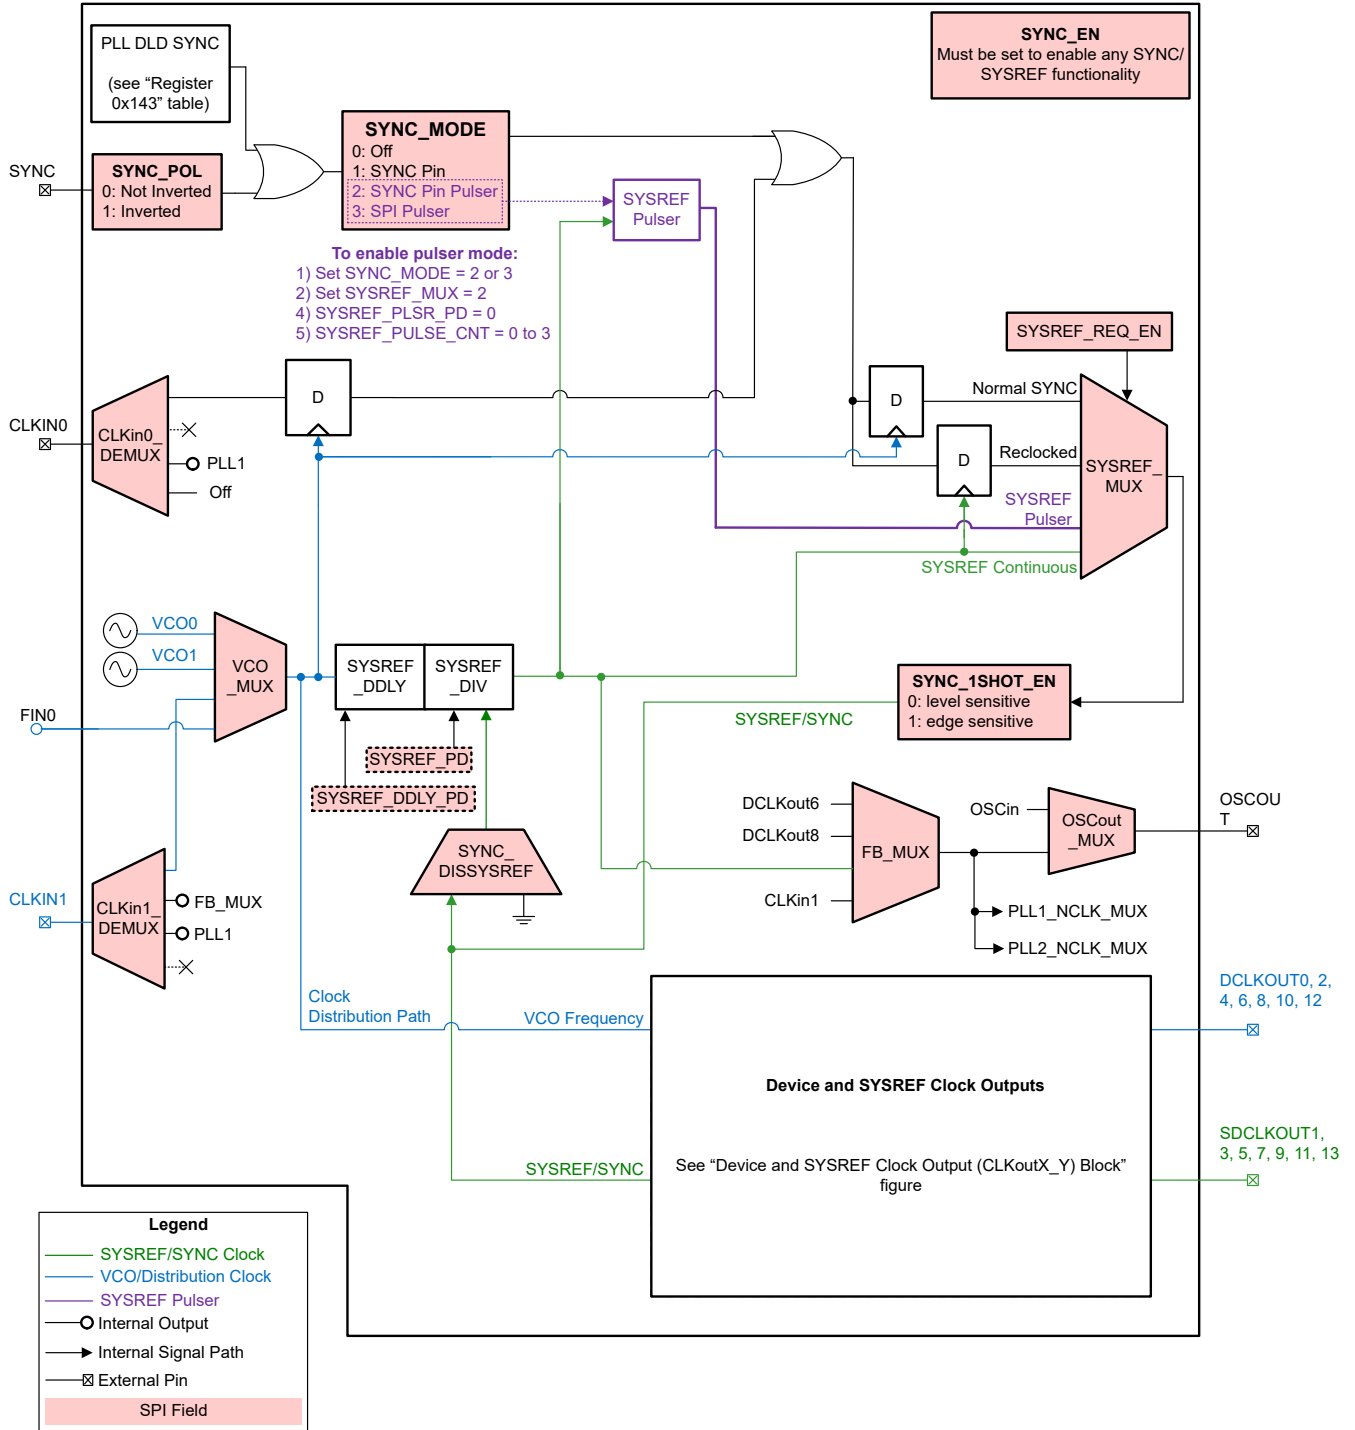 PLL DLD SYNC
(see “Register
0x143” table)
SYNC_EN
Must be set to enable any SYNC/
SYSREF functionality
SYNC
SYNC_POL
0: Not Inverted
1: Inverted
SYNC_MODE
0: Off
1: SYNC Pin
2: SYNC Pin Pulser
3: SPI Pulser
SYSREF
Pulser
To enable pulser mode:
1) Set SYNC_MODE = 2 or 3
2) Set SYSREF_MUX = 2
4) SYSREF_PLSR_PD = 0
5) SYSREF_PULSE_CNT = 0 to 3
SYSREF_REQ_EN
CLKIN0
CLKin0_
DEMUX
PLL1
Off
D
D
Normal SYNC
D
Reclocked
SYSREF
Pulser
SYSREF Continuous
SYSREF_
MUX
VCO0
VCO1
FIN0
VCO
_MUX
SYSREF
_DDLY
SYSREF
_DIV
SYSREF_PD
SYSREF_DDLY_PD
SYNC_1SHOT_EN
0: level sensitive
1: edge sensitive
SYSREF/SYNC
SYNC_
DISSYSREF
DCLKout6
DCLKout8
CLKin1
FB_MUX
OSCin
OSCout
_MUX
OSCOU
T
PLL1_NCLK_MUX
PLL2_NCLK_MUX
CLKIN1
CLKin1_
DEMUX
FB_MUX
PLL1
Clock
Distribution Path
VCO Frequency
DCLKOUT0, 2,
4, 6, 8, 10, 12
Device and SYSREF Clock Outputs
See “Device and SYSREF Clock Output (CLKoutX_Y) Block”
figure
SYSREF/SYNC
SDCLKOUT1,
3, 5, 7, 9, 11, 13
Legend
SYSREF/SYNC Clock
VCO/Distribution Clock
SYSREF Pulser
Internal Output
Internal Signal Path
External Pin
SPI Field